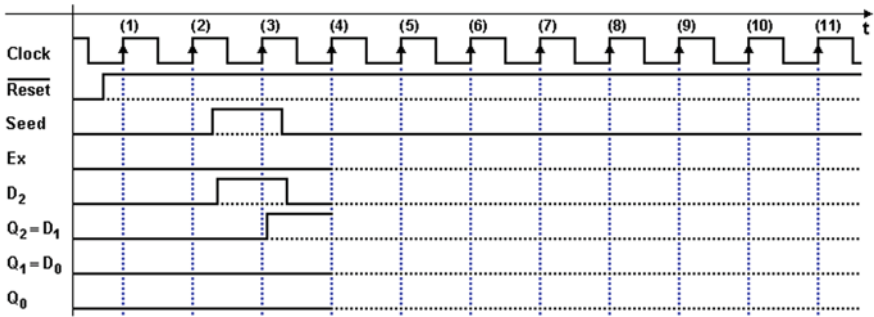 (1) (2) (3) (4) (5) (6) (7) (8) (9) (10) (11) t
Clock
Reset
Seed
Ex
D₂
Q₂=D₁
Q₁=D₀
Q₀